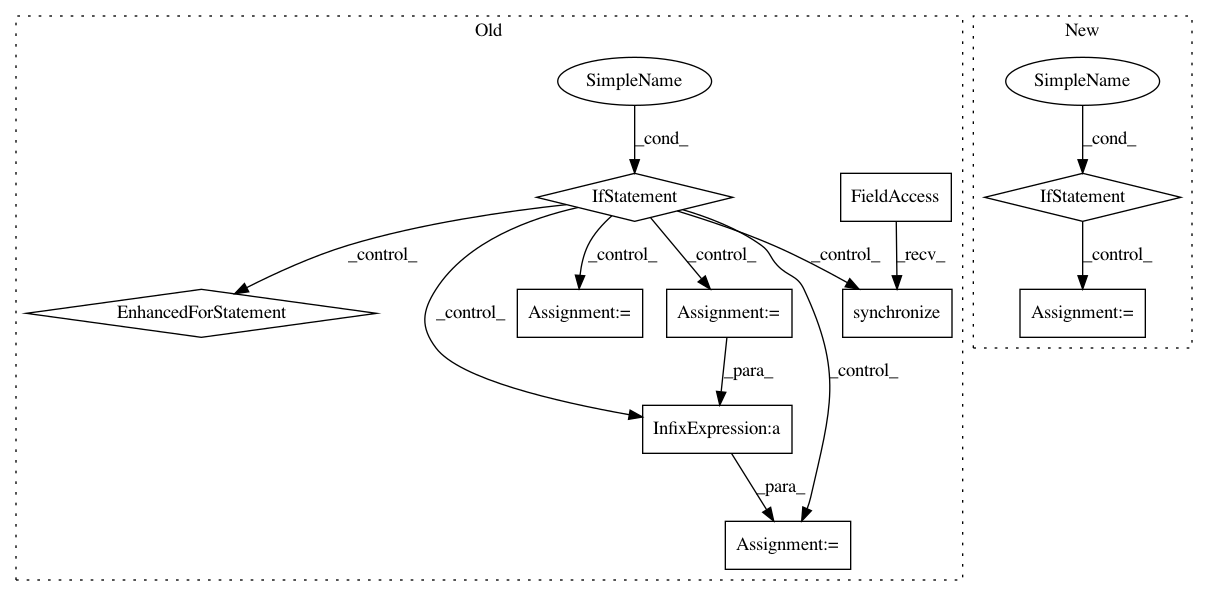 Old
New
SimpleName
SimpleName
_cond_
_cond_
IfStatement
FieldAccess
IfStatement
_control_
_control_
_control_
_control_
_recv_
_control_
EnhancedForStatement
_control_
Assignment:=
Assignment:=
synchronize
Assignment:=
_para_
_control_
InfixExpression:a
_para_
Assignment:=